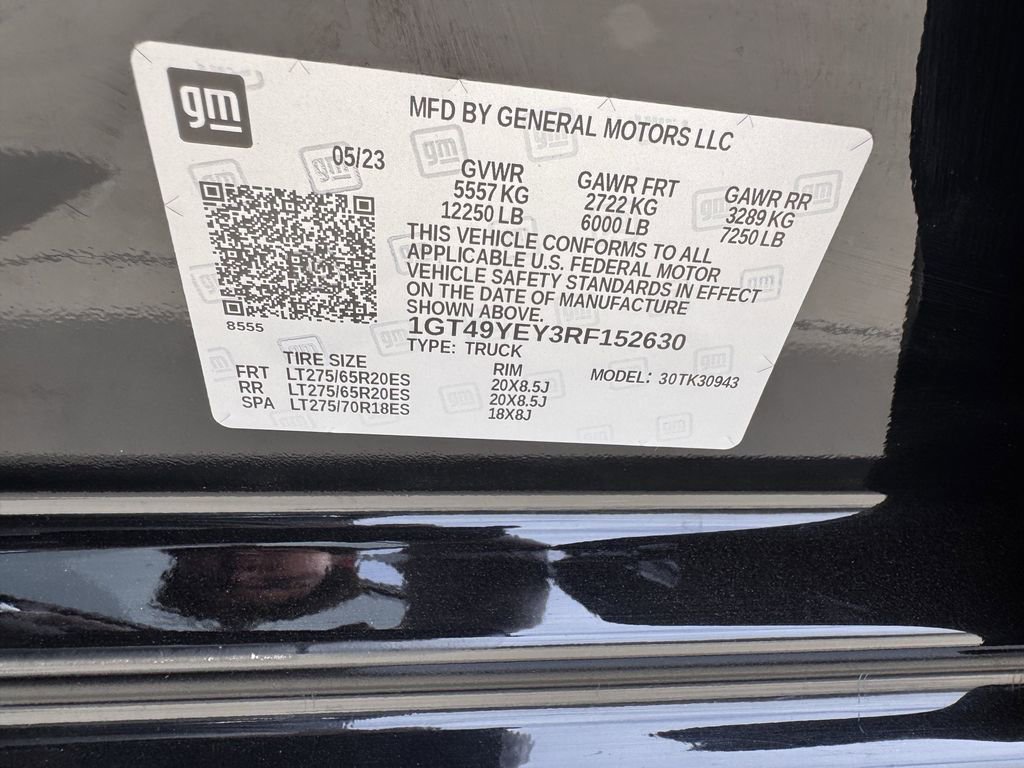 gm
MFD BY GENERAL MOTORS LLC
05/23
GVWR GAWR FRT GAWR RR
5557 KG 2722 KG 3289 KG
12250 LB 6000 LB 7250 LB
THIS VEHICLE CONFORMS TO ALL
APPLICABLE U.S. FEDERAL MOTOR
VEHICLE SAFETY STANDARDS IN EFFECT
ON THE DATE OF MANUFACTURE
SHOWN ABOVE.
8555
1GT49YEY3RF152630
TYPE: TRUCK
TIRE SIZE RIM MODEL: 30TK30943
FRT LT275/65R20ES 20X8.5J
RR LT275/65R20ES 20X8.5J
SPA LT275/70R18ES 18X8J